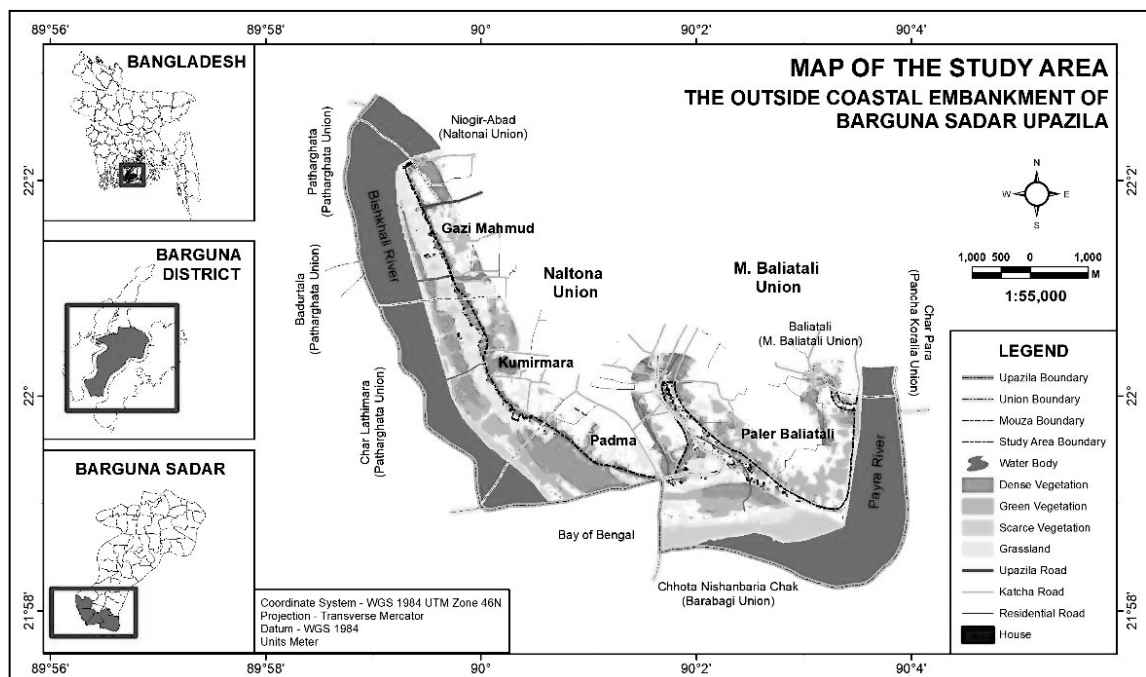 89°56'
89°58'
90°
90°2'
90°4'
BANGLADESH
BARGUNA
DISTRICT
BARGUNA SADAR
22°2'
22°
21°58'
MAP OF THE STUDY AREA
THE OUTSIDE COASTAL EMBANKMENT OF
BARGUNA SADAR UPAZILA
Niogir-Abad
(Naltonai Union)
Patharghata
(Patharghata Union)
Bishkhali River
Gazi Mahmud
Badurtala
(Patharghata Union)
Naltona
Union
M. Baliatali
Union
Char Para
(Pancha Koralia Union)
Baliatali
(M. Baliatali Union)
Kumirmara
Char Lathimara
(Patharghata Union)
Padma
Paler Baliatali
Payra River
Bay of Bengal
Chhota Nishanbaria Chak
(Barabagi Union)
N
W
E
S
1,000 500 0 1,000
M
1:55,000
LEGEND
Upazila Boundary
Union Boundary
Mouza Boundary
Study Area Boundary
Water Body
Dense Vegetation
Green Vegetation
Scarce Vegetation
Grassland
Upazila Road
Katcha Road
Residential Road
House
Coordinate System - WGS 1984 UTM Zone 46N
Projection - Transverse Mercator
Datum - WGS 1984
Units Meter
22°2'
22°
21°58'
89°56'
89°58'
90°
90°2'
90°4'